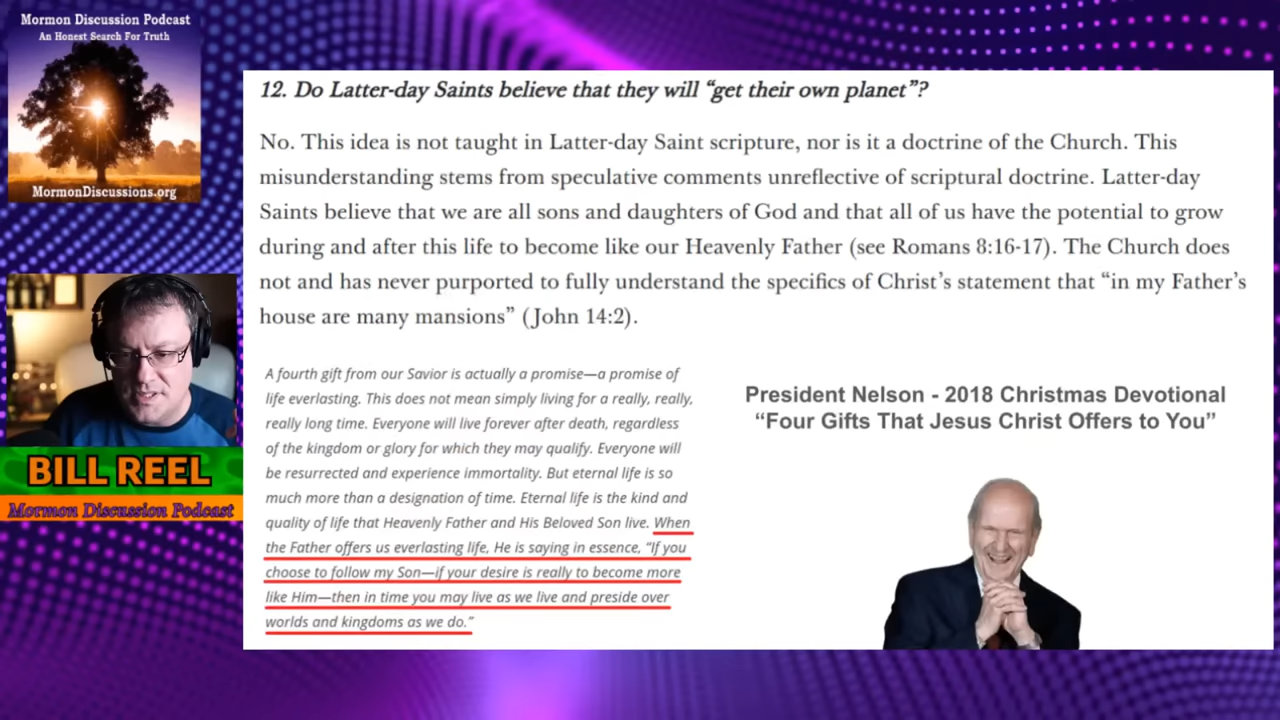 Mormon Discussion Podcast
An Honest Search For Truth
MormonDiscussions.org
BILL REEL
Mormon Discussion Podcast
12. Do Latter-day Saints believe that they will “get their own planet”?
No. This idea is not taught in Latter-day Saint scripture, nor is it a doctrine of the Church. This
misunderstanding stems from speculative comments unreflective of scriptural doctrine. Latter-day
Saints believe that we are all sons and daughters of God and that all of us have the potential to grow
during and after this life to become like our Heavenly Father (see Romans 8:16-17). The Church does
not and has never purported to fully understand the specifics of Christ’s statement that “in my Father’s
house are many mansions” (John 14:2).
A fourth gift from our Savior is actually a promise—a promise of
life everlasting. This does not mean simply living for a really, really,
really long time. Everyone will live forever after death, regardless
of the kingdom or glory for which they may qualify. Everyone will
be resurrected and experience immortality. But eternal life is so
much more than a designation of time. Eternal life is the kind and
quality of life that Heavenly Father and His Beloved Son live. When
the Father offers us everlasting life, He is saying in essence, “If you
choose to follow my Son—if your desire is really to become more
like Him—then in time you may live as we live and preside over
worlds and kingdoms as we do.”
President Nelson - 2018 Christmas Devotional
“Four Gifts That Jesus Christ Offers to You”